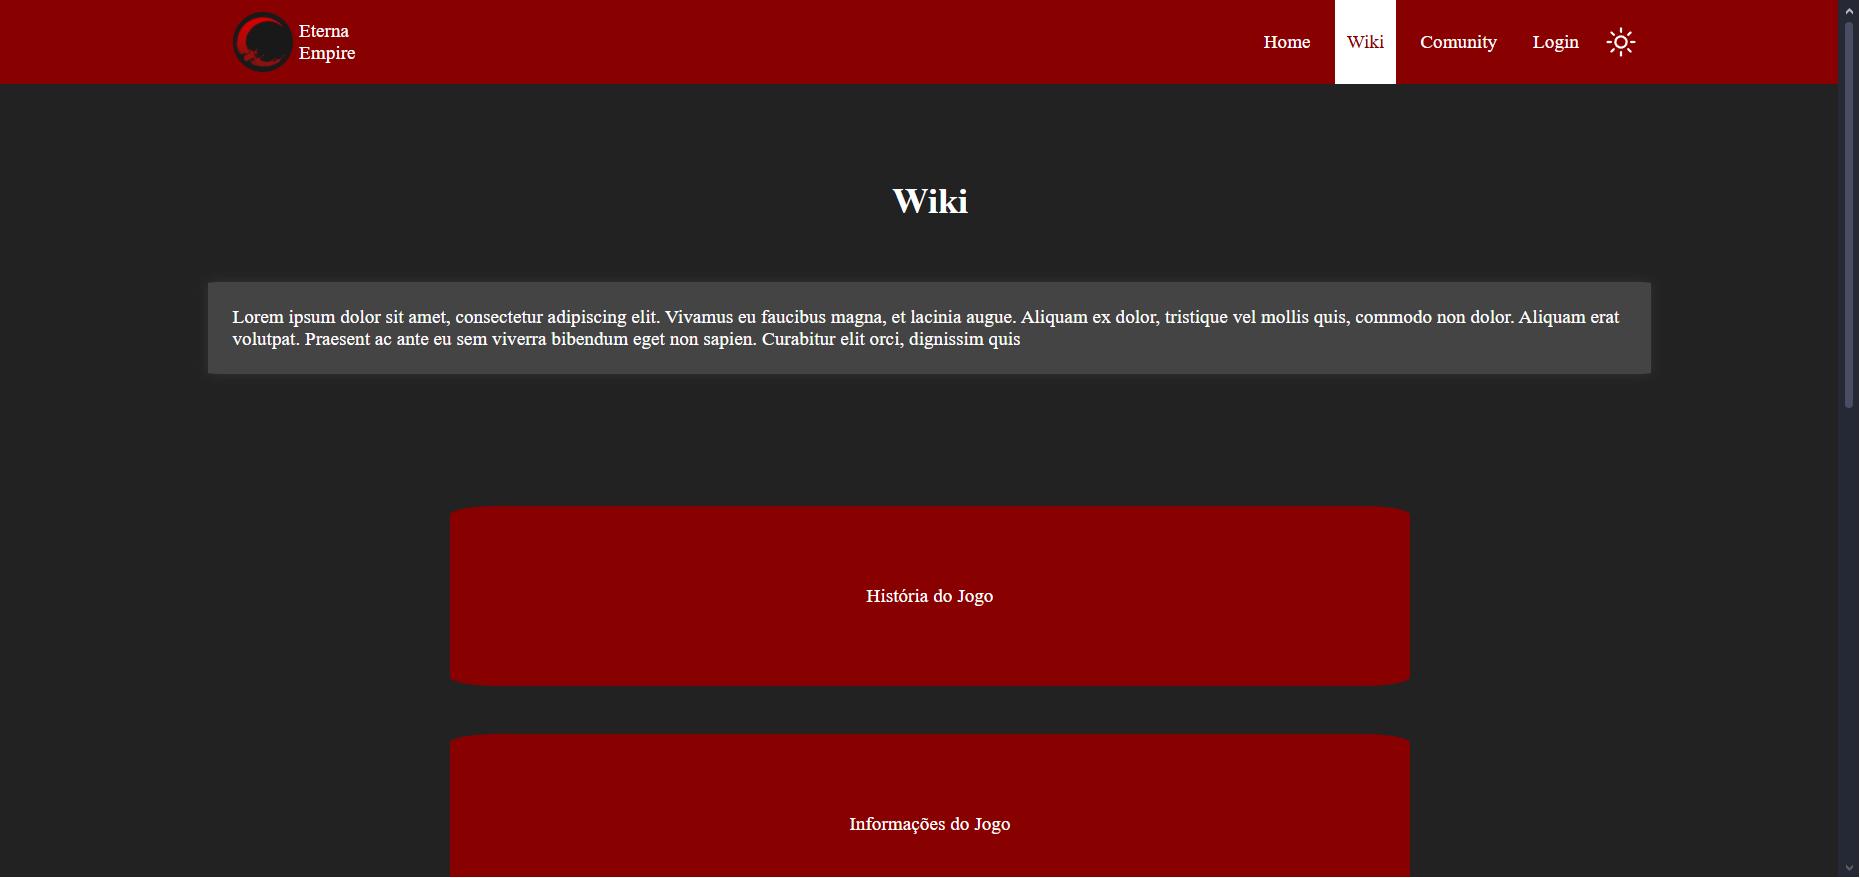 Eterna
Empire
Home
Wiki
Comunity
Login
Wiki
Lorem ipsum dolor sit amet, consectetur adipiscing elit. Vivamus eu faucibus magna, et lacinia augue. Aliquam ex dolor, tristique vel mollis quis, commodo non dolor. Aliquam erat
volutpat. Praesent ac ante eu sem viverra bibendum eget non sapien. Curabitur elit orci, dignissim quis
História do Jogo
Informações do Jogo